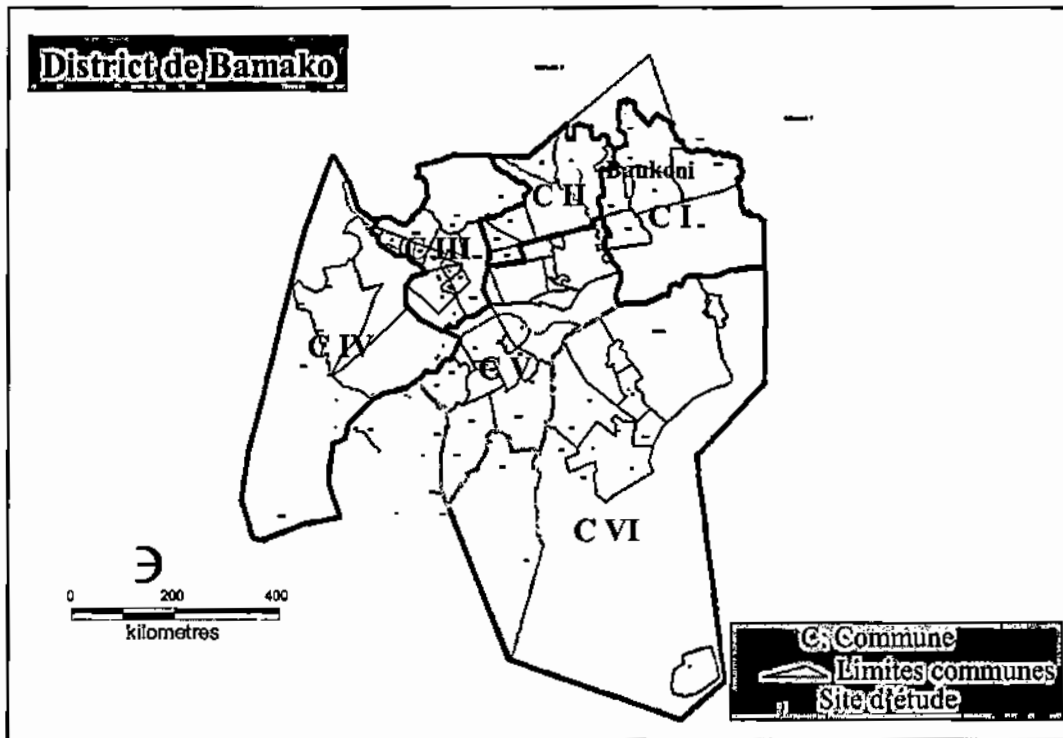 District de Bamako
Bankoni
C II
C I
C III
C IV
C V
C VI
0 200 400
kilometres
C: Commune
Limites communes
Site d'étude